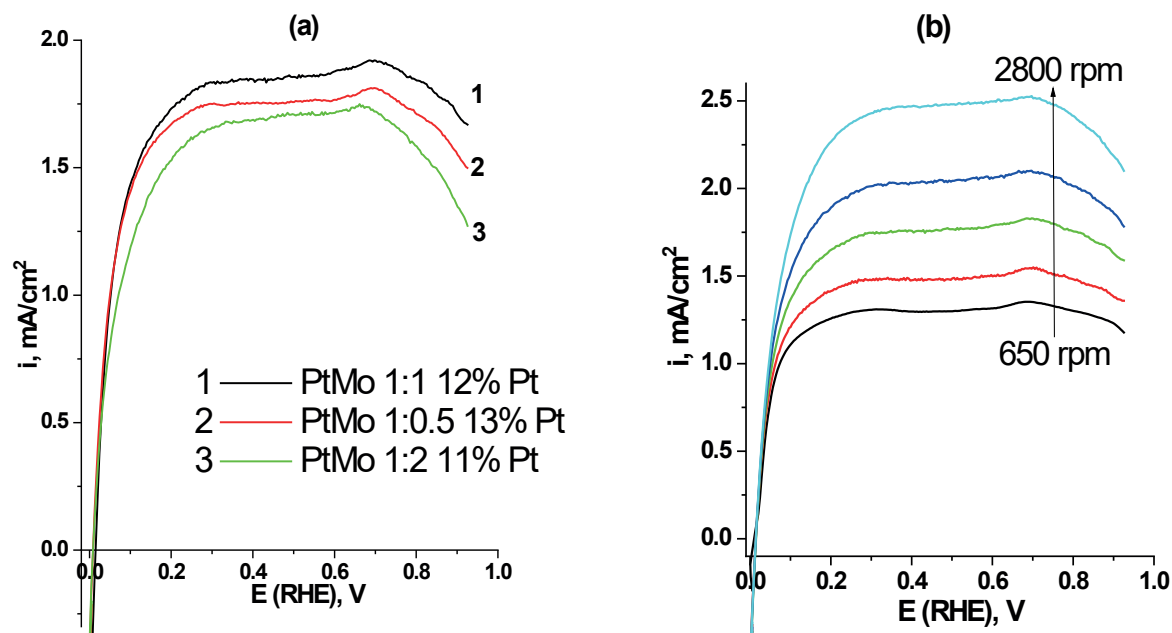 (a)
2.0
1.5
1.0
0.5
0.0
i, mA/cm²
1
2
3
1 PtMo 1:1 12% Pt
2 PtMo 1:0.5 13% Pt
3 PtMo 1:2 11% Pt
0.0 0.2 0.4 0.6 0.8 1.0
E (RHE), V
(b)
2800 rpm
2.5
2.0
1.5
1.0
0.5
0.0
i, mA/cm²
650 rpm
0.0 0.2 0.4 0.6 0.8 1.0
E (RHE), V